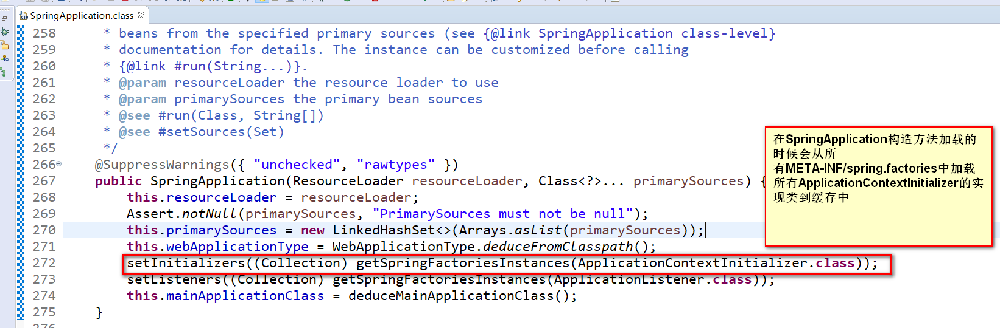 SpringApplication.class
258 * beans from the specified primary sources (see {@link SpringApplication class-level}
259 * documentation for details. The instance can be customized before calling
260 * {@link #run(String...)}.
261 * @param resourceLoader the resource loader to use
262 * @param primarySources the primary bean sources
263 * @see #run(Class, String[])
264 * @see #setSources(Set)
265 */
266 @SuppressWarnings({ "unchecked", "rawtypes" })
267 public SpringApplication(ResourceLoader resourceLoader, Class<?>... primarySources) {
268 this.resourceLoader = resourceLoader;
269 Assert.notNull(primarySources, "PrimarySources must not be null");
270 this.primarySources = new LinkedHashSet<>(Arrays.asList(primarySources));
271 this.webApplicationType = WebApplicationType.deduceFromClasspath();
272 setInitializers((Collection) getSpringFactoriesInstances(ApplicationContextInitializer.class));
273 setListeners((Collection) getSpringFactoriesInstances(ApplicationListener.class));
274 this.mainApplicationClass = deduceMainApplicationClass();
275 }
在SpringApplication构造方法加载的
时候会从所
有META-INF/spring.factories中加载
所有ApplicationContextInitializer的实
现类到缓存中